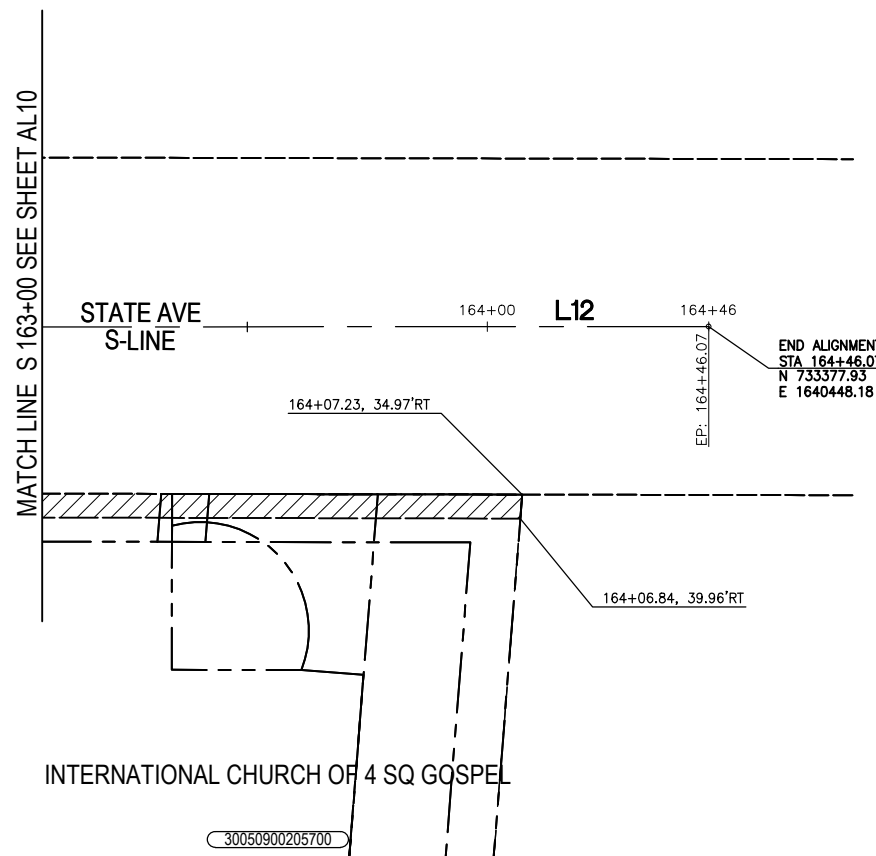 MATCH LINE S 163+00 SEE SHEET AL10
STATE AVE
S-LINE
164+00
L12
164+46
EP: 164+46.07
END ALIGNMENT
STA 164+46.07
N 733377.93
E 1640448.18
164+07.23, 34.97'RT
164+06.84, 39.96'RT
INTERNATIONAL CHURCH OF 4 SQ GOSPEL
30050900205700